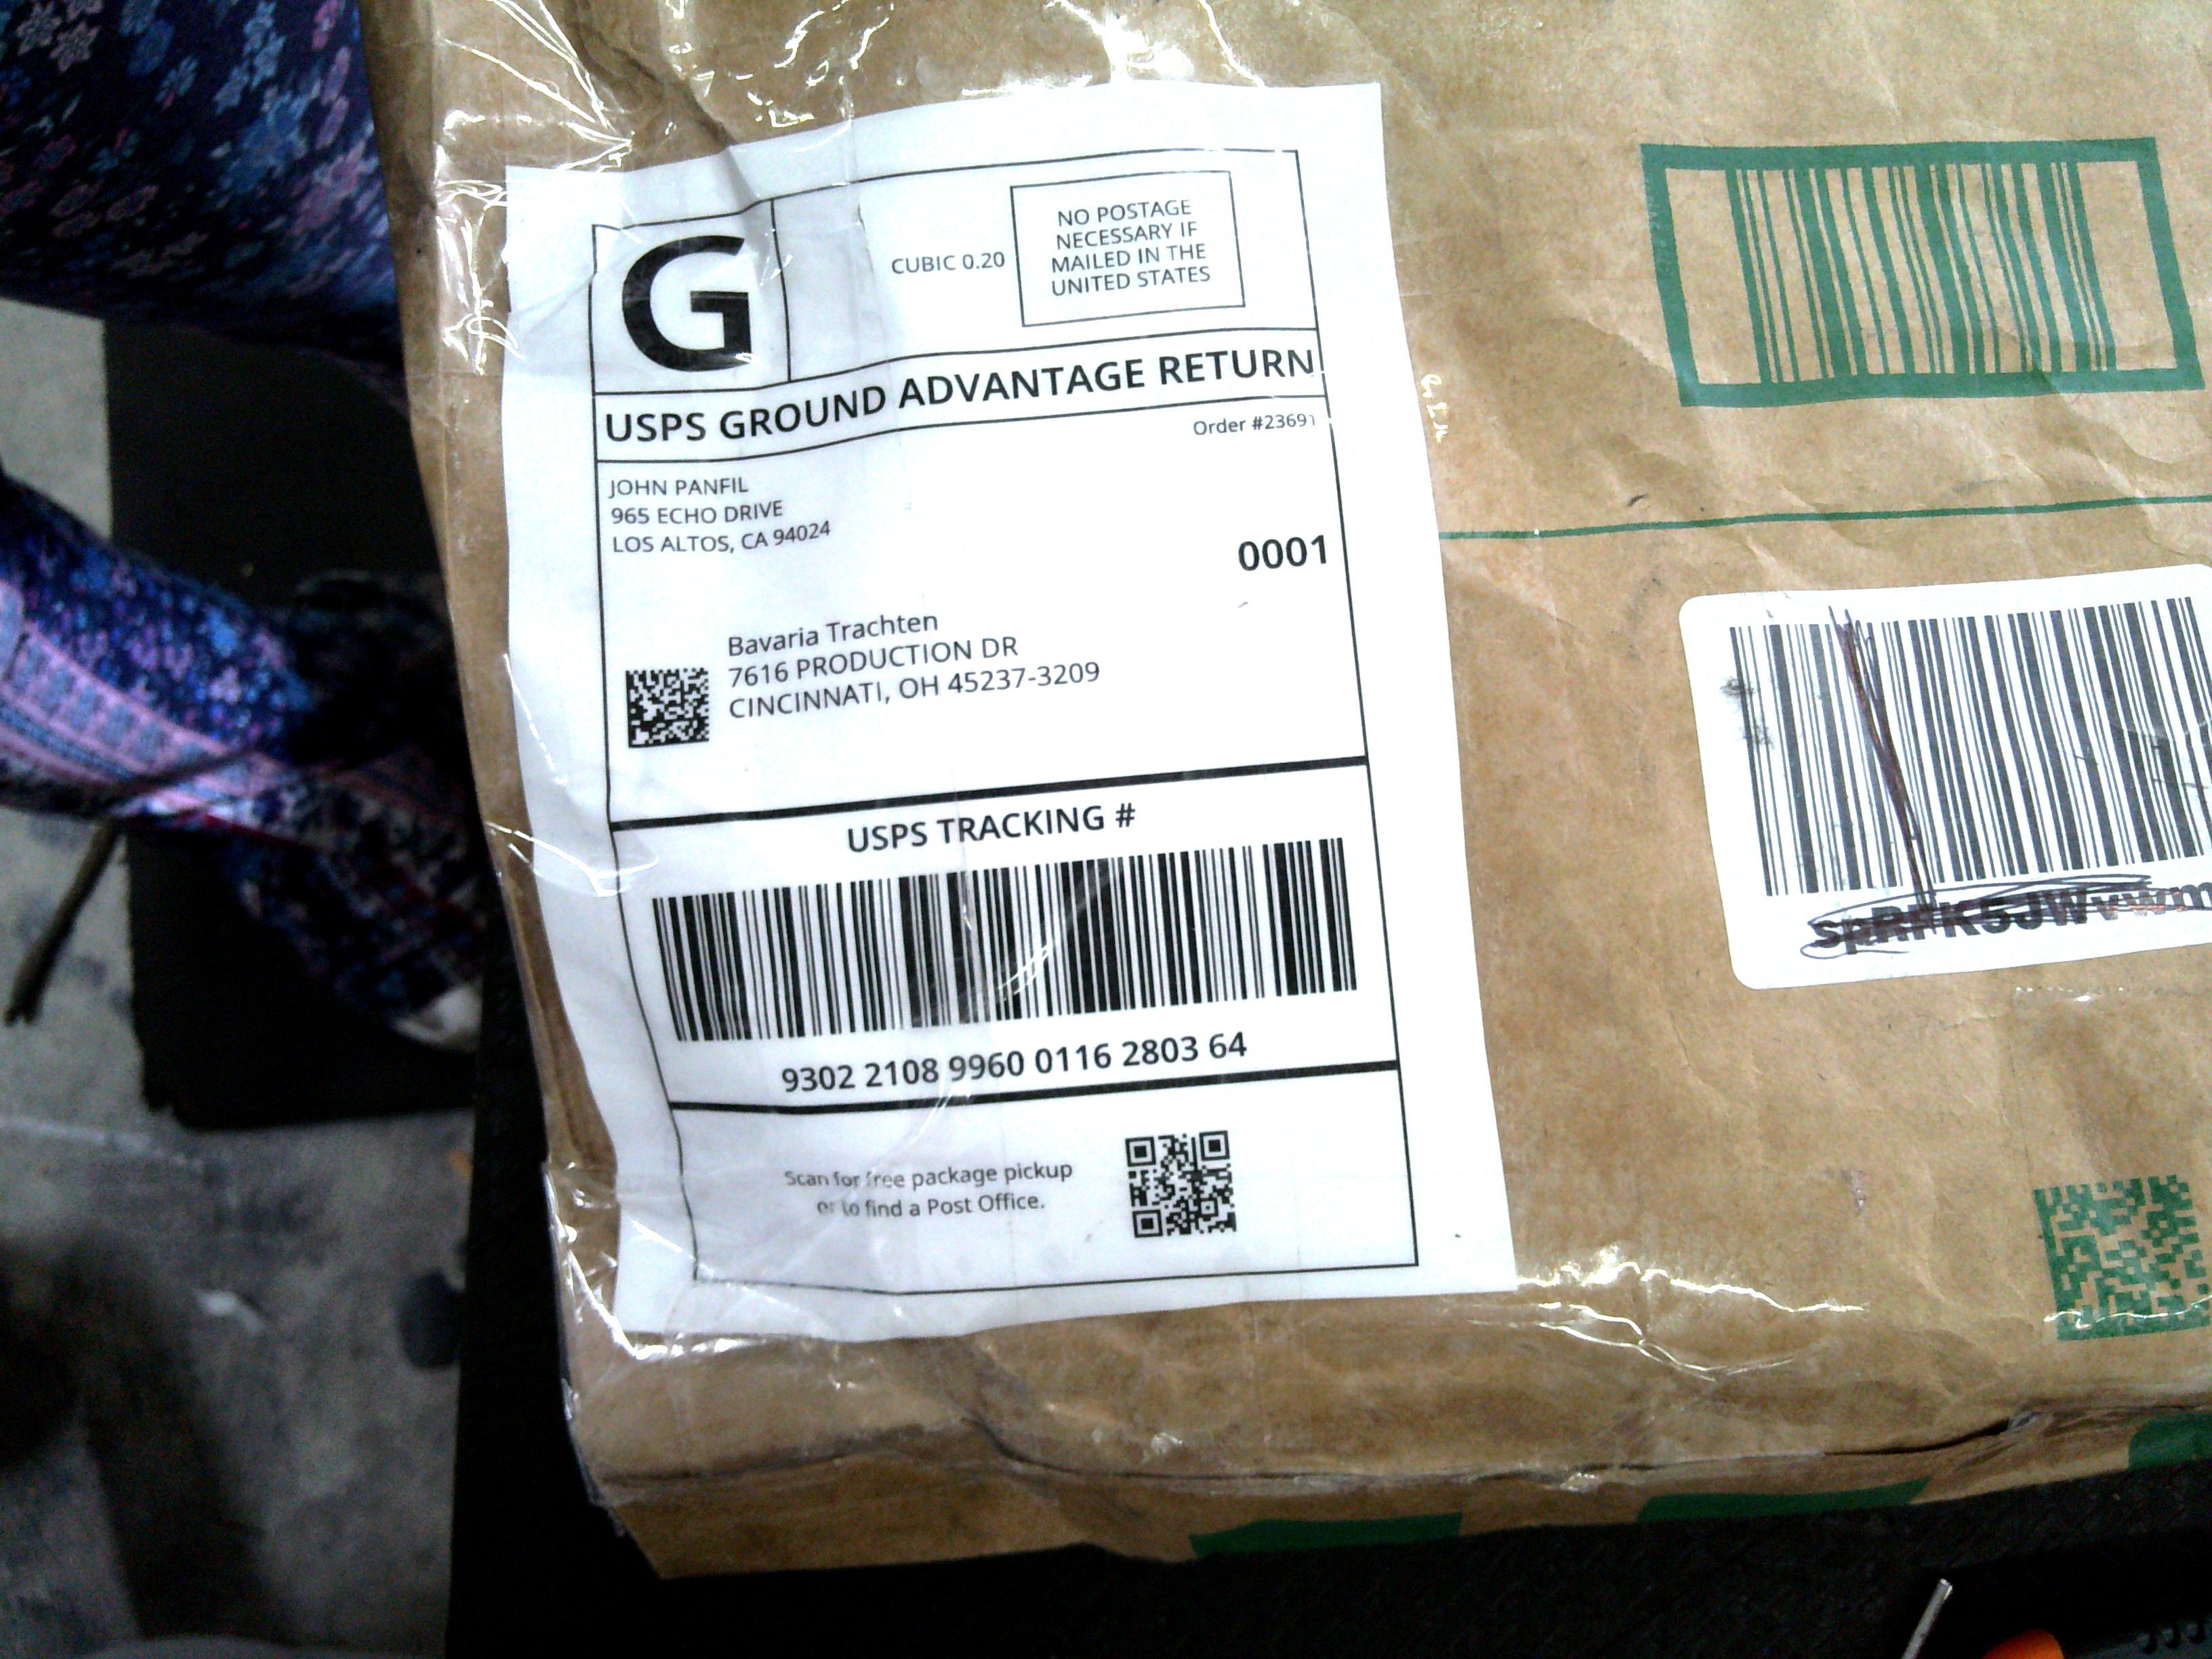 G
CUBIC 0.20
NO POSTAGE
NECESSARY IF
MAILED IN THE
UNITED STATES
USPS GROUND ADVANTAGE RETURN
Order #23691
JOHN PANFIL
965 ECHO DRIVE
LOS ALTOS, CA 94024
0001
Bavaria Trachten
7616 PRODUCTION DR
CINCINNATI, OH 45237-3209
USPS TRACKING #
9302 2108 9960 0116 2803 64
Scan for free package pickup
or to find a Post Office.